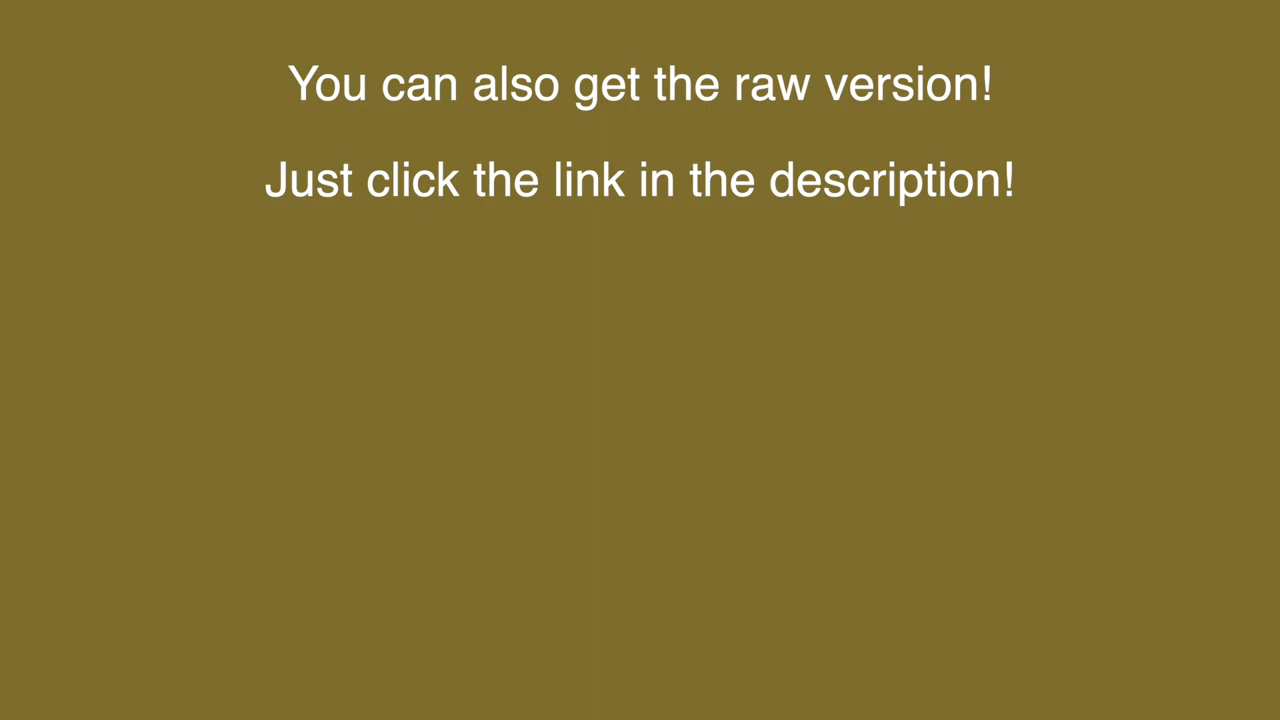 You can also get the raw version!
Just click the link in the description!